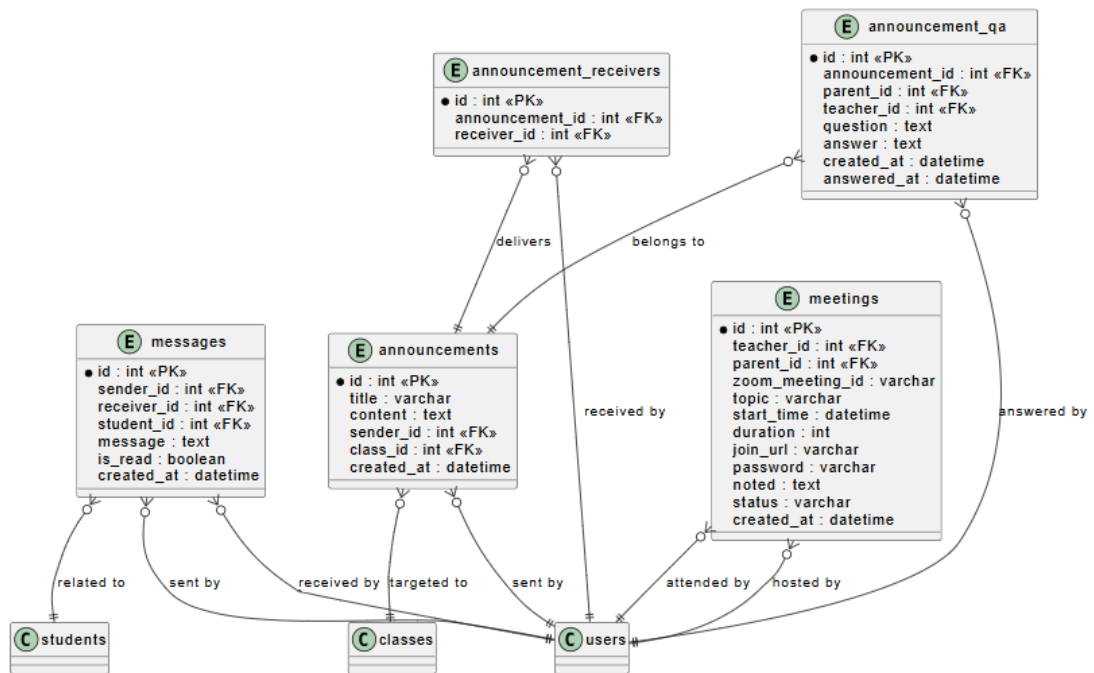 E announcement_qa
id : int «PK»
announcement_id : int «FK»
parent_id : int «FK»
teacher_id : int «FK»
question : text
answer : text
created_at : datetime
answered_at : datetime
E announcement_receivers
id : int «PK»
announcement_id : int «FK»
receiver_id : int «FK»
delivers
belongs to
E meetings
id : int «PK»
teacher_id : int «FK»
parent_id : int «FK»
zoom_meeting_id : varchar
topic : varchar
start_time : datetime
duration : int
join_url : varchar
password : varchar
noted : text
status : varchar
created_at : datetime
E messages
id : int «PK»
sender_id : int «FK»
receiver_id : int «FK»
student_id : int «FK»
message : text
is_read : boolean
created_at : datetime
E announcements
id : int «PK»
title : varchar
content : text
sender_id : int «FK»
class_id : int «FK»
created_at : datetime
received by
answered by
related to
sent by
received by
targeted to
sent by
attended by
hosted by
C students
C classes
C users